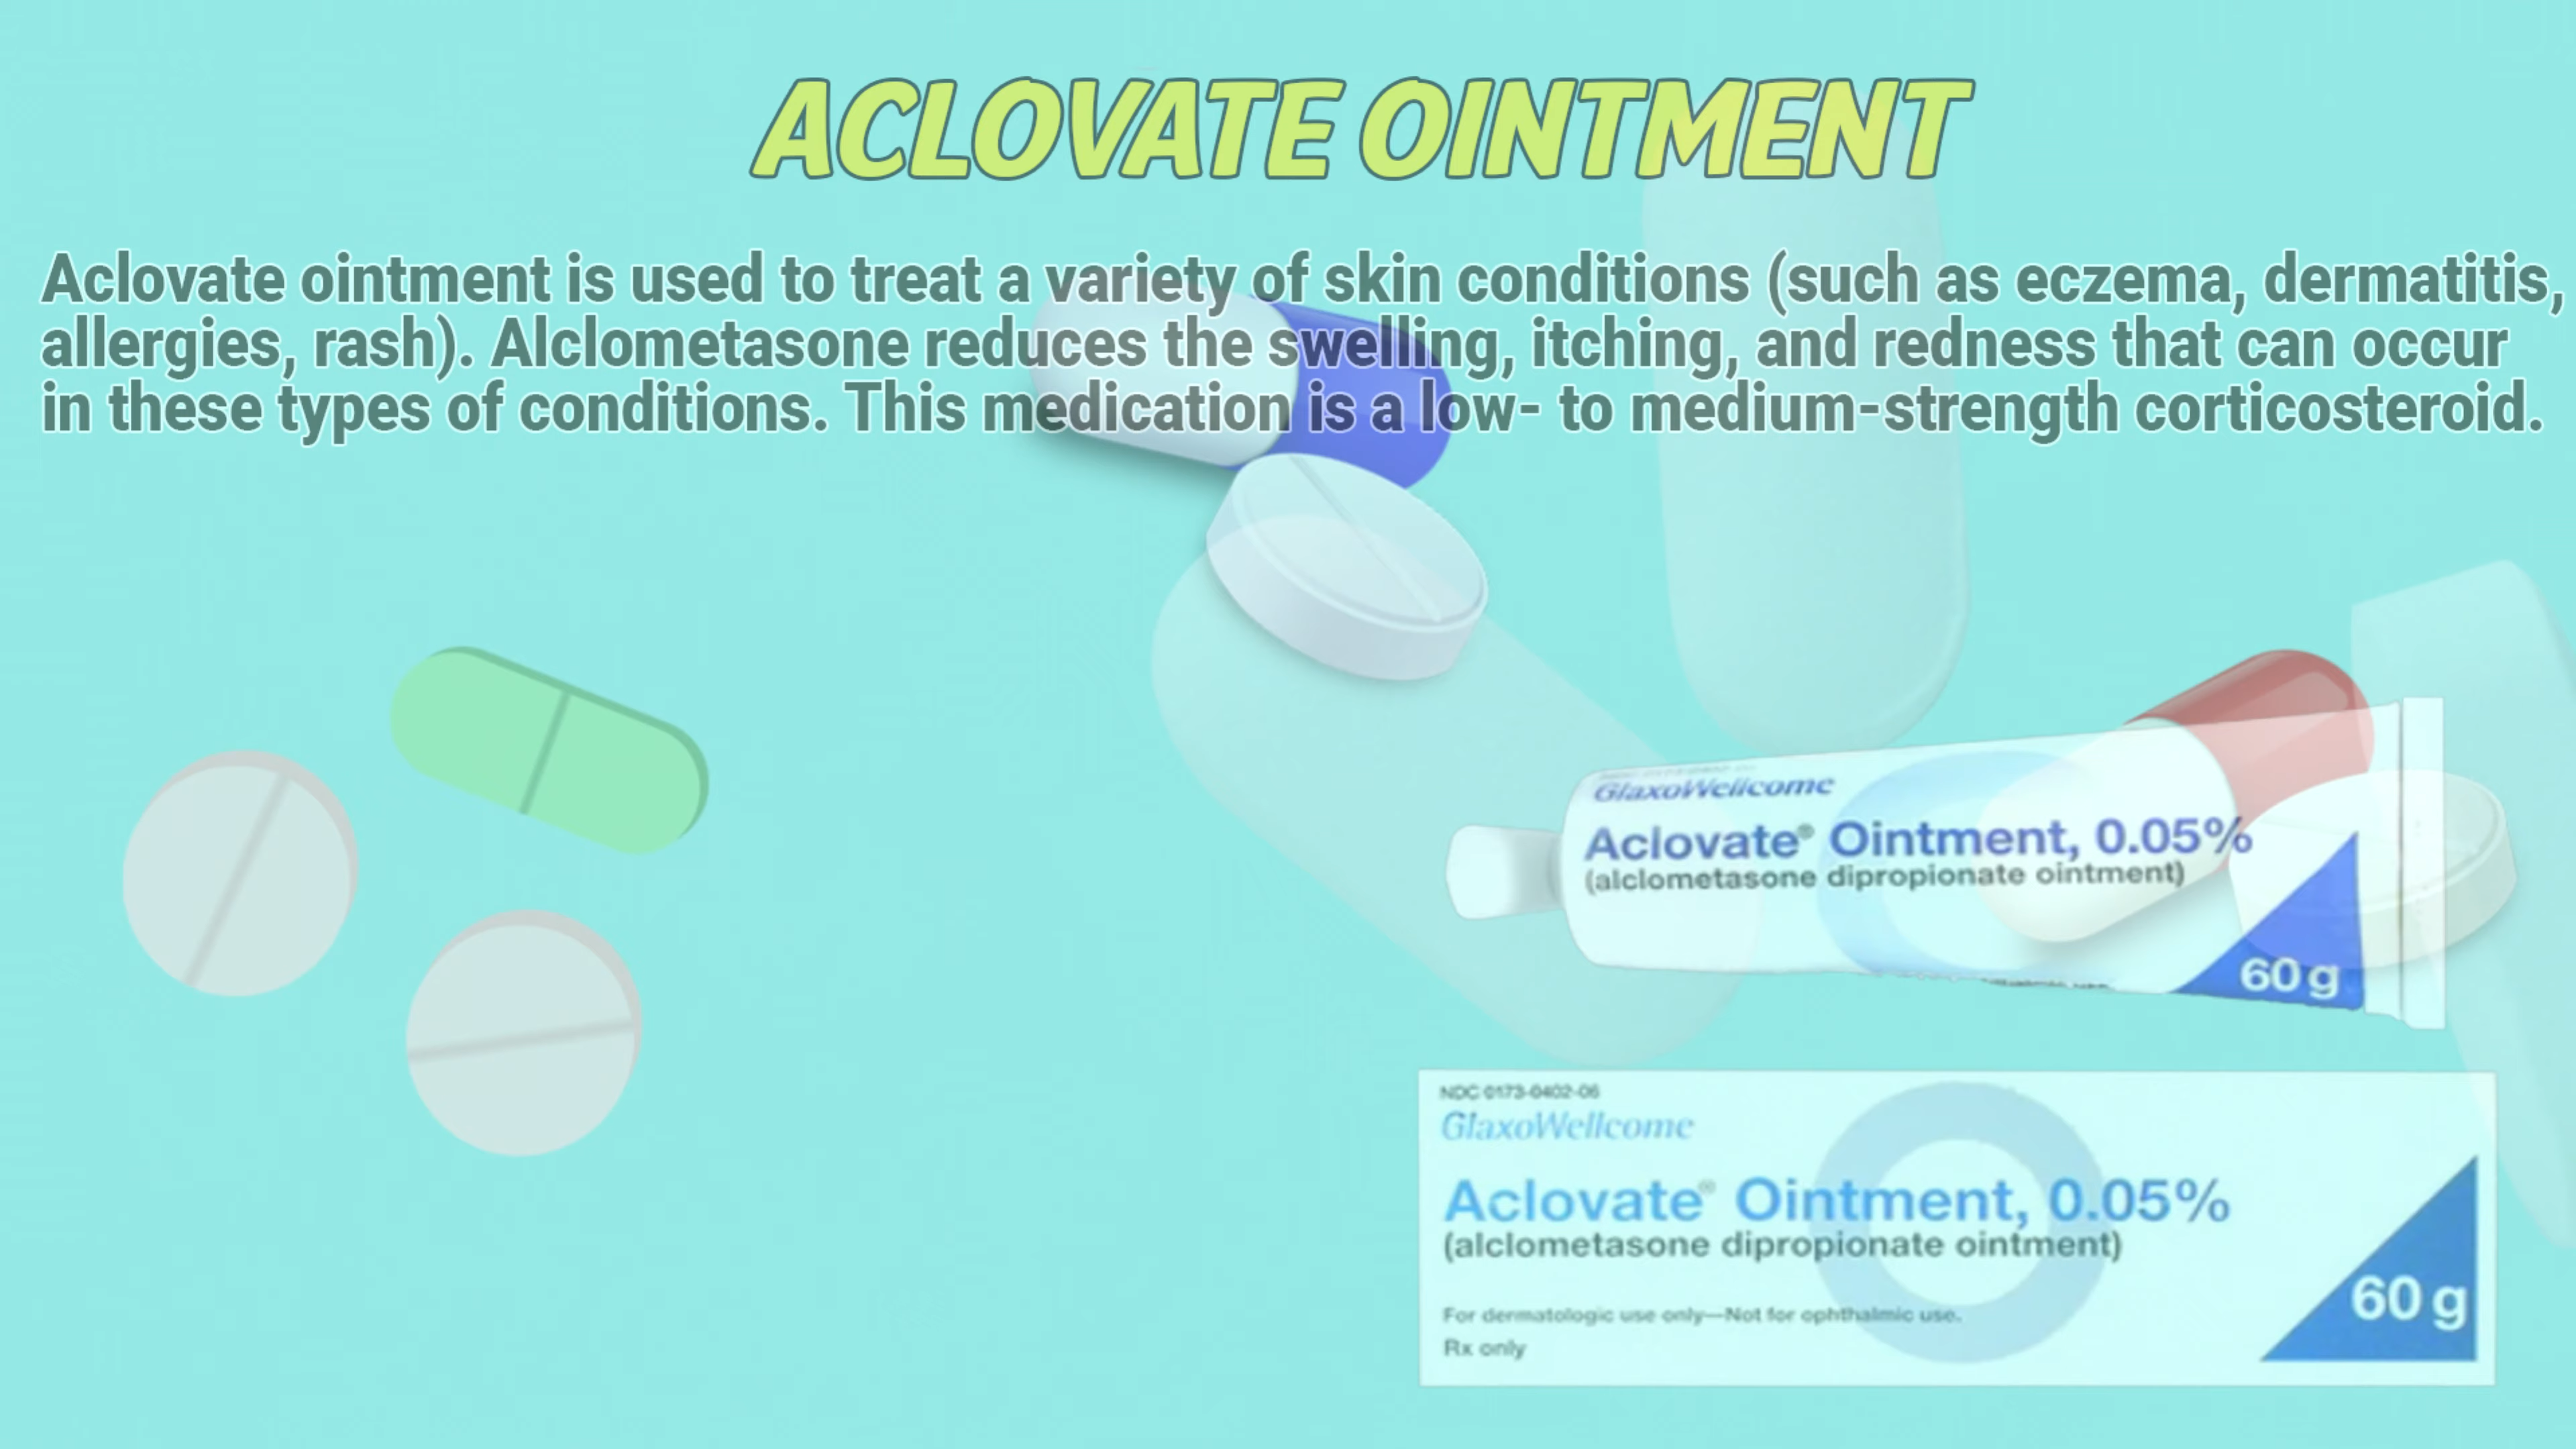 ACLOVATE OINTMENT
Aclovate ointment is used to treat a variety of skin conditions (such as eczema, dermatitis,
allergies, rash). Alclometasone reduces the swelling, itching, and redness that can occur
in these types of conditions. This medication is a low- to medium-strength corticosteroid.
GlaxoWellcome
Aclovate® Ointment, 0.05%
(alclometasone dipropionate ointment)
60 g
NDC 0173-0402-06
GlaxoWellcome
Aclovate® Ointment, 0.05%
(alclometasone dipropionate ointment)
For dermatologic use only—Not for ophthalmic use.
Rx only
60 g